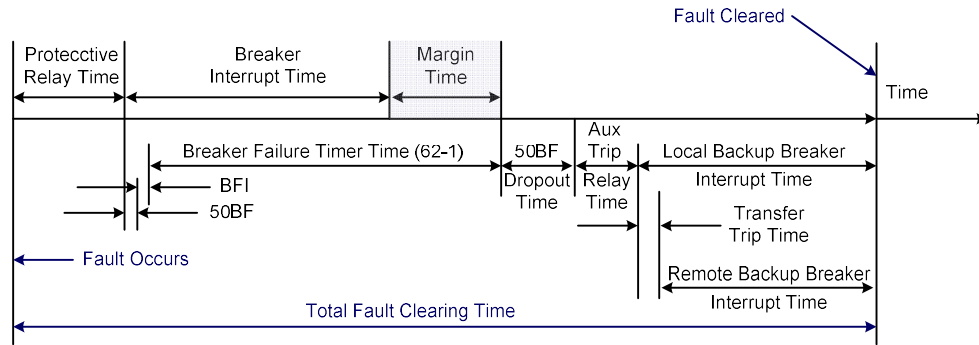 Fault Cleared
Protecctive
Relay Time
Breaker
Interrupt Time
Margin
Time
Time
Breaker Failure Timer Time (62-1)
50BF
Dropout
Time
Aux
Trip
Relay
Time
Local Backup Breaker
Interrupt Time
BFI
50BF
Transfer
Trip Time
Fault Occurs
Remote Backup Breaker
Interrupt Time
Total Fault Clearing Time